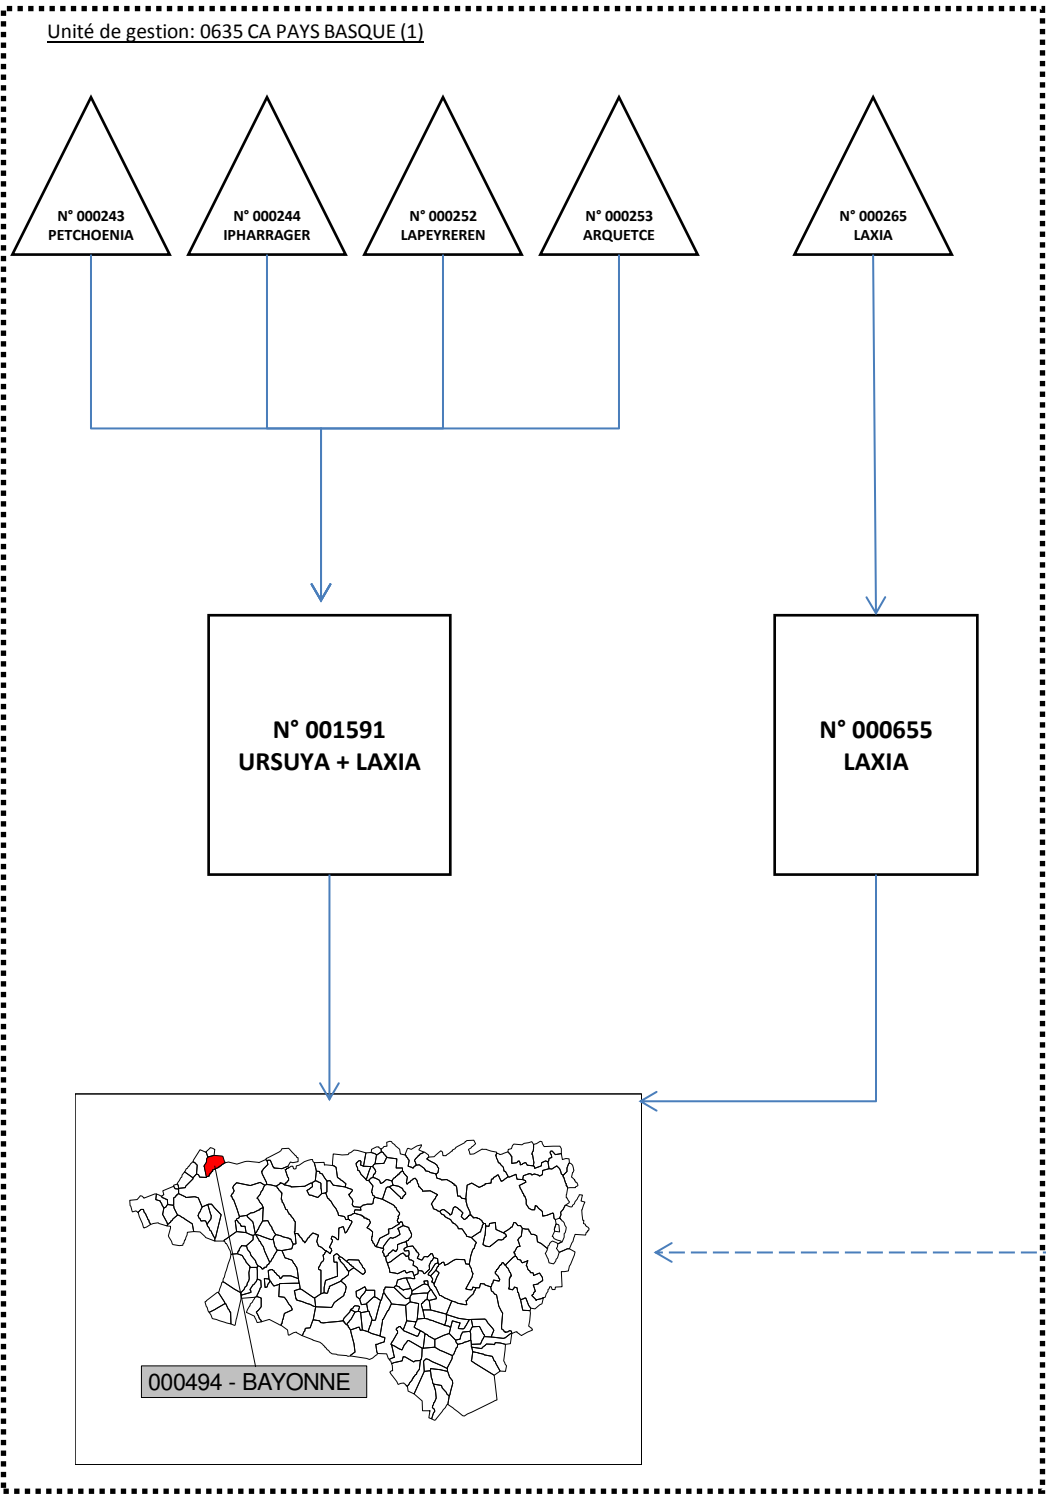 Unité de gestion: 0635 CA PAYS BASQUE (1)
N° 000243
PETCHOENIA
N° 000244
IPHARRAGER
N° 000252
LAPEYREREN
N° 000253
ARQUETCE
N° 000265
LAXIA
N° 001591
URSUYA + LAXIA
N° 000655
LAXIA
000494 - BAYONNE